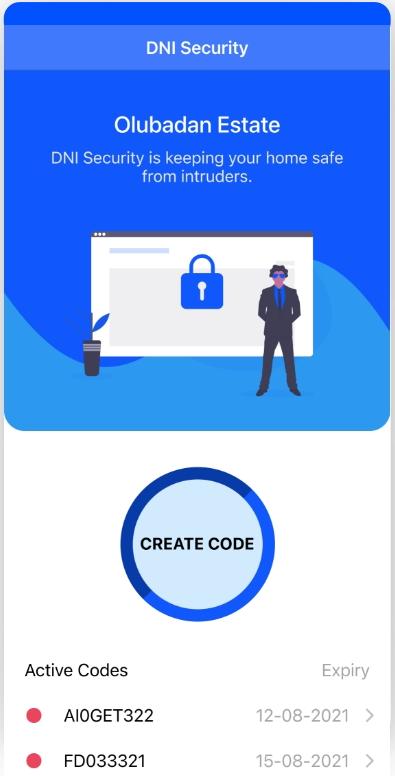 DNI Security
Olubadan Estate
DNI Security is keeping your home safe
from intruders.
CREATE CODE
Active Codes Expiry
AI0GET322 12-08-2021
FD033321 15-08-2021